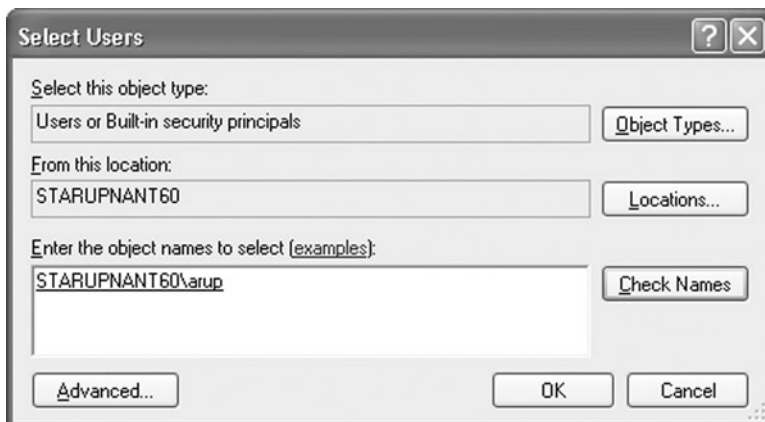 Select Users
Select this object type:
Users or Built-in security principals
Object Types...
From this location:
STARUPNANT60
Locations...
Enter the object names to select (examples):
STARUPNANT60\arup
Check Names
Advanced...
OK
Cancel